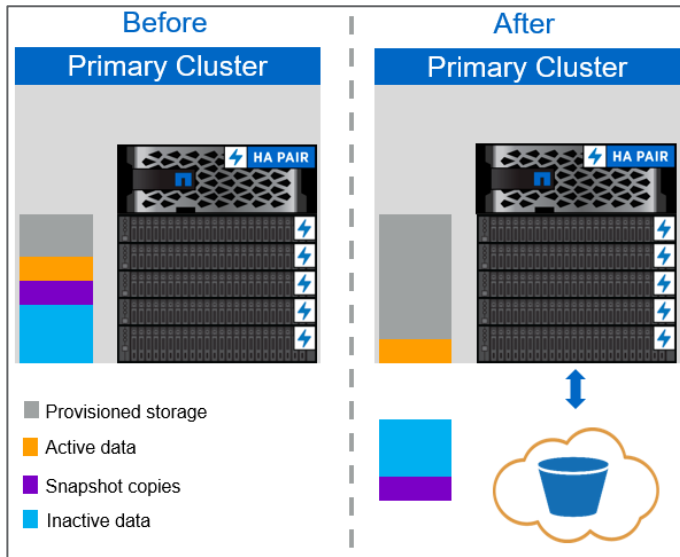 Before
Primary Cluster
HA PAIR
Provisioned storage
Active data
Snapshot copies
Inactive data
After
Primary Cluster
HA PAIR